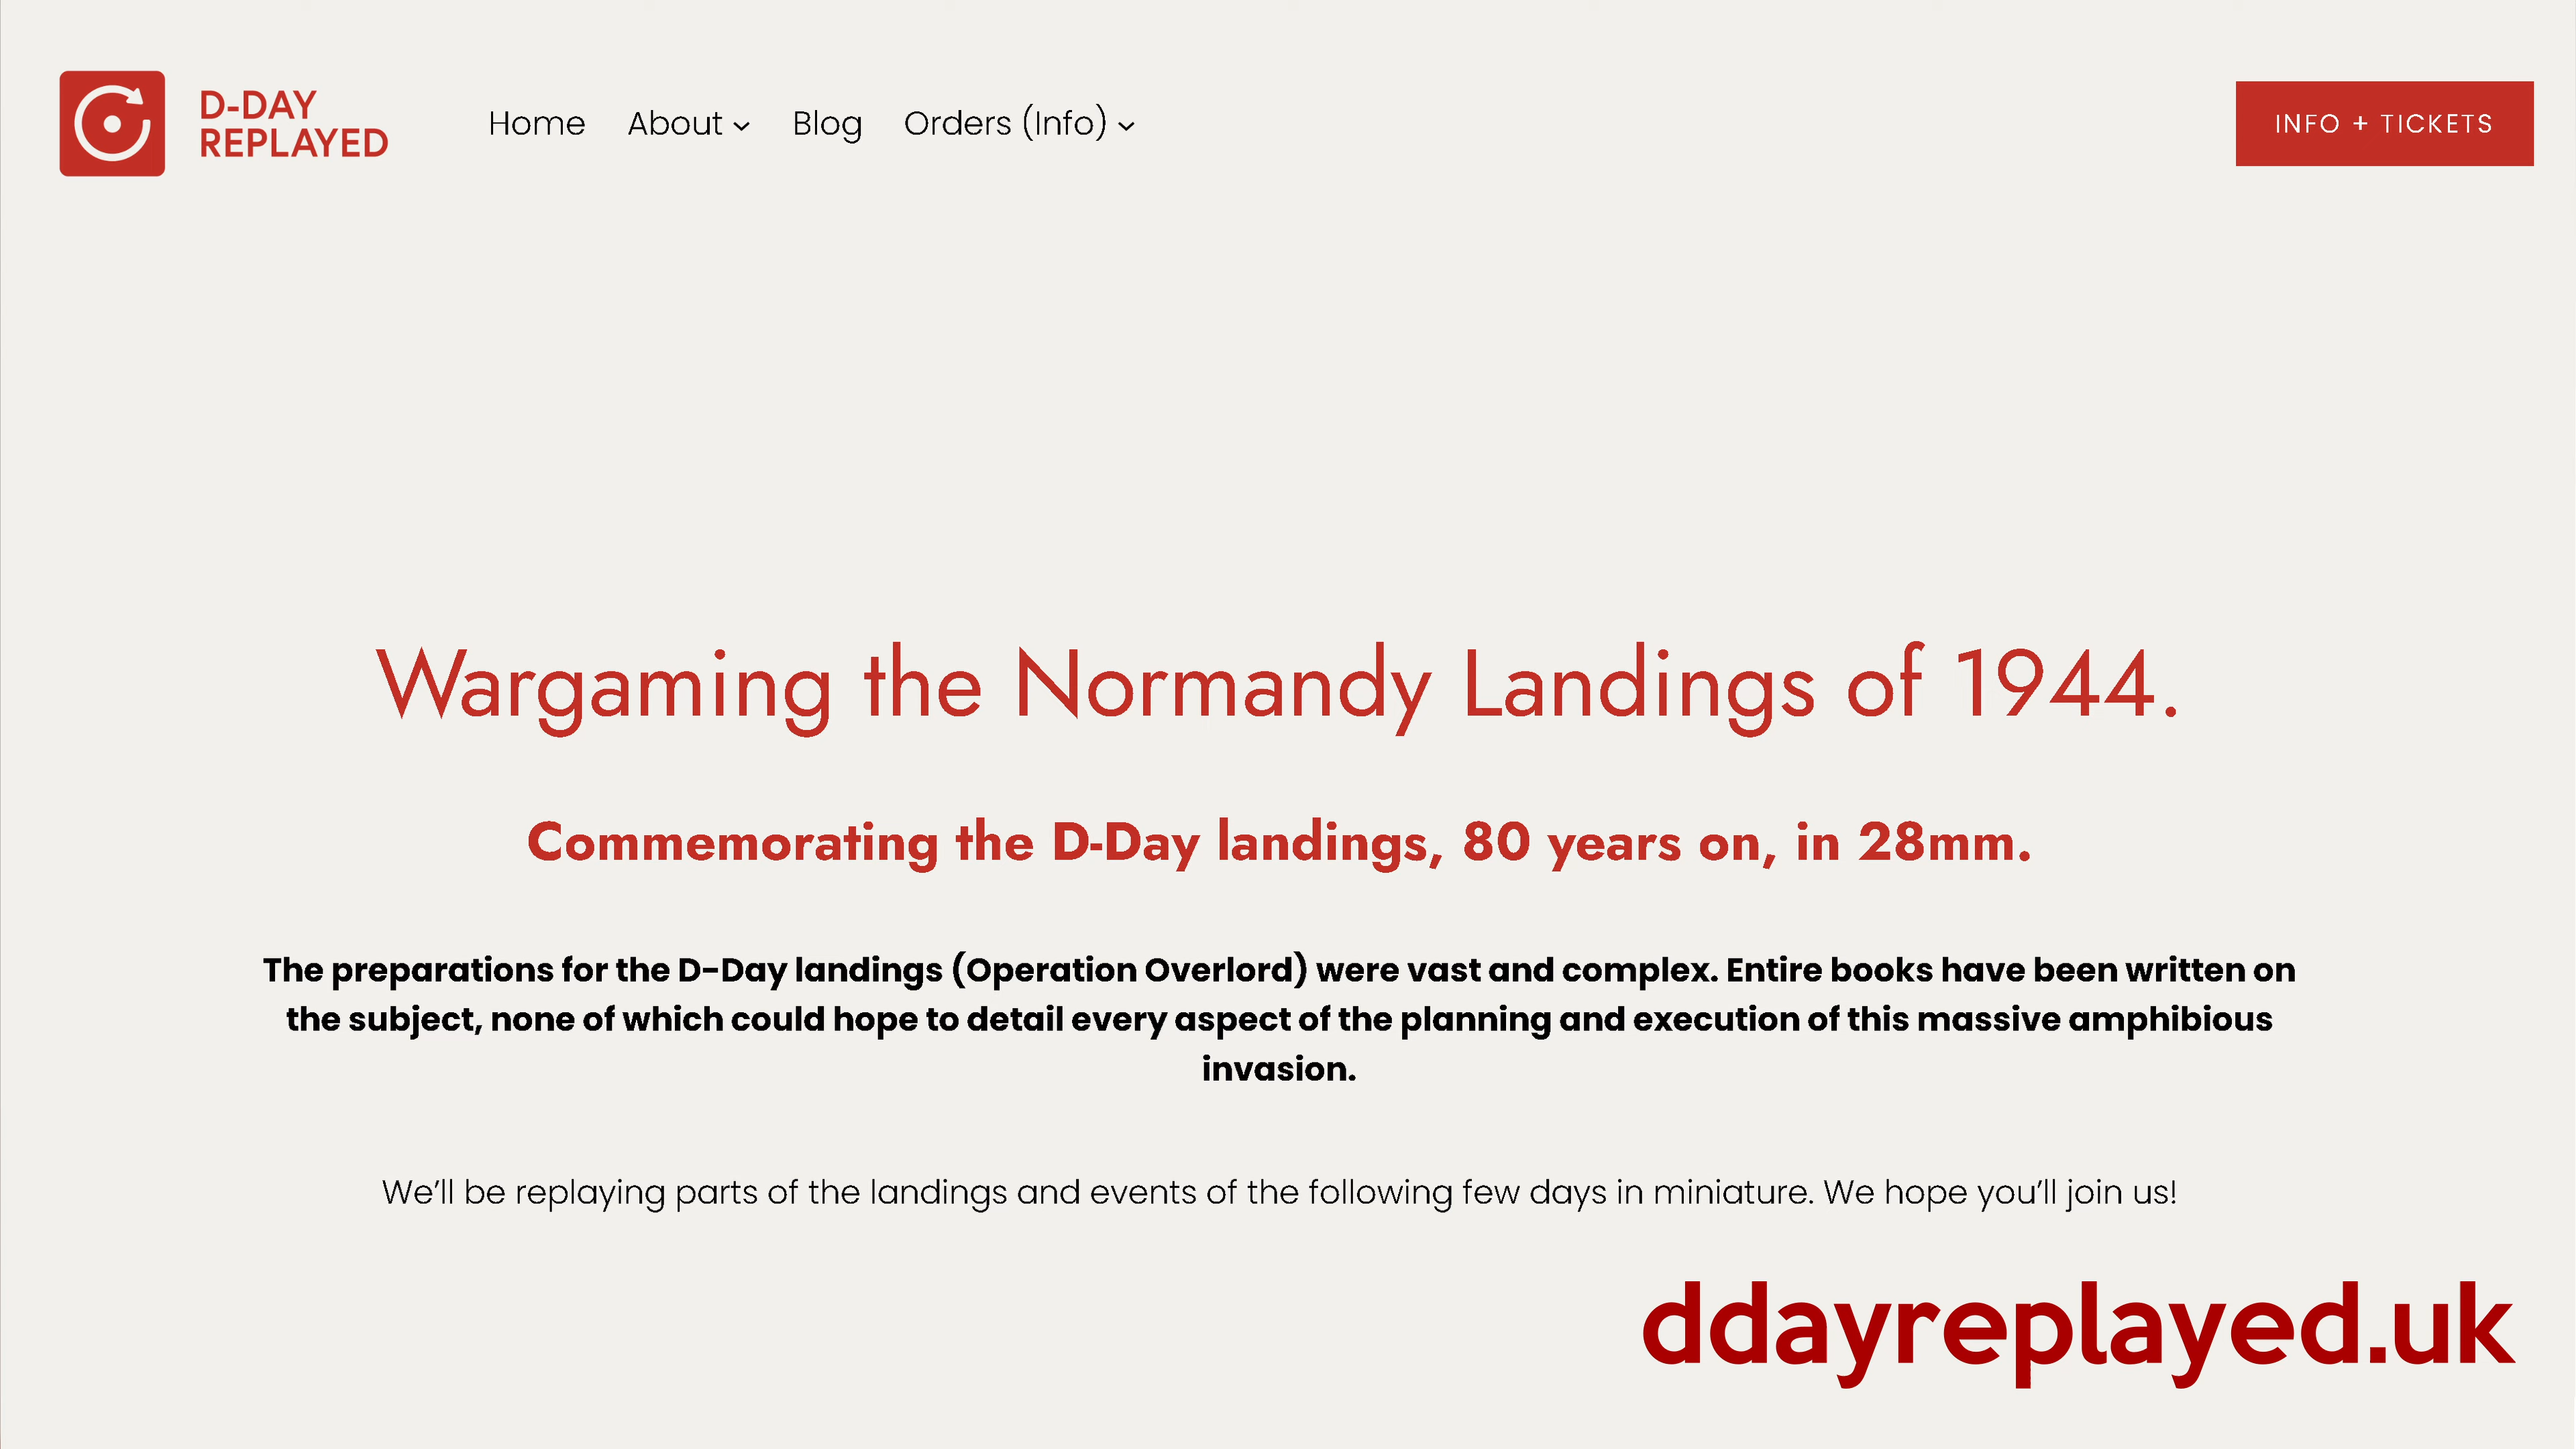 D-DAY
REPLAYED
Home About Blog Orders (Info)
INFO + TICKETS
Wargaming the Normandy Landings of 1944.
Commemorating the D-Day landings, 80 years on, in 28mm.
The preparations for the D-Day landings (Operation Overlord) were vast and complex. Entire books have been written on
the subject, none of which could hope to detail every aspect of the planning and execution of this massive amphibious
invasion.
We’ll be replaying parts of the landings and events of the following few days in miniature. We hope you’ll join us!
ddayreplayed.uk